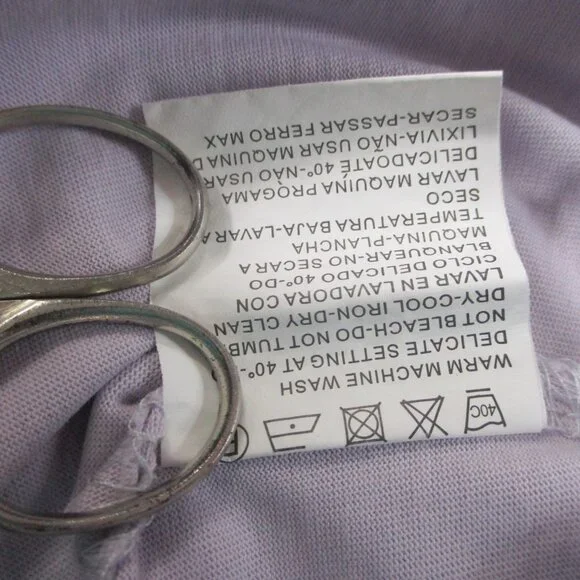 40C P
WARM MACHINE WASH
DELICATE SETTING AT 40°-
NOT BLEACH-DO NOT TUMB
DRY-COOL IRON-DRY CLEAN
LAVAR EN LAVADORA CON
CICLO DELICADO 40°-DO
BLANQUEAR-NO SECARA
MAQUINA-PLANCHA
TEMPERATURA BAJA-LAVARA
SECO
LAVAR MAQUINA PROGAMA
DELICADOATÉ 40°-NÃO USAR
LIXIVIA-NÃO USAR MAQUINA D
SECAR-PASSAR FERRO MAX